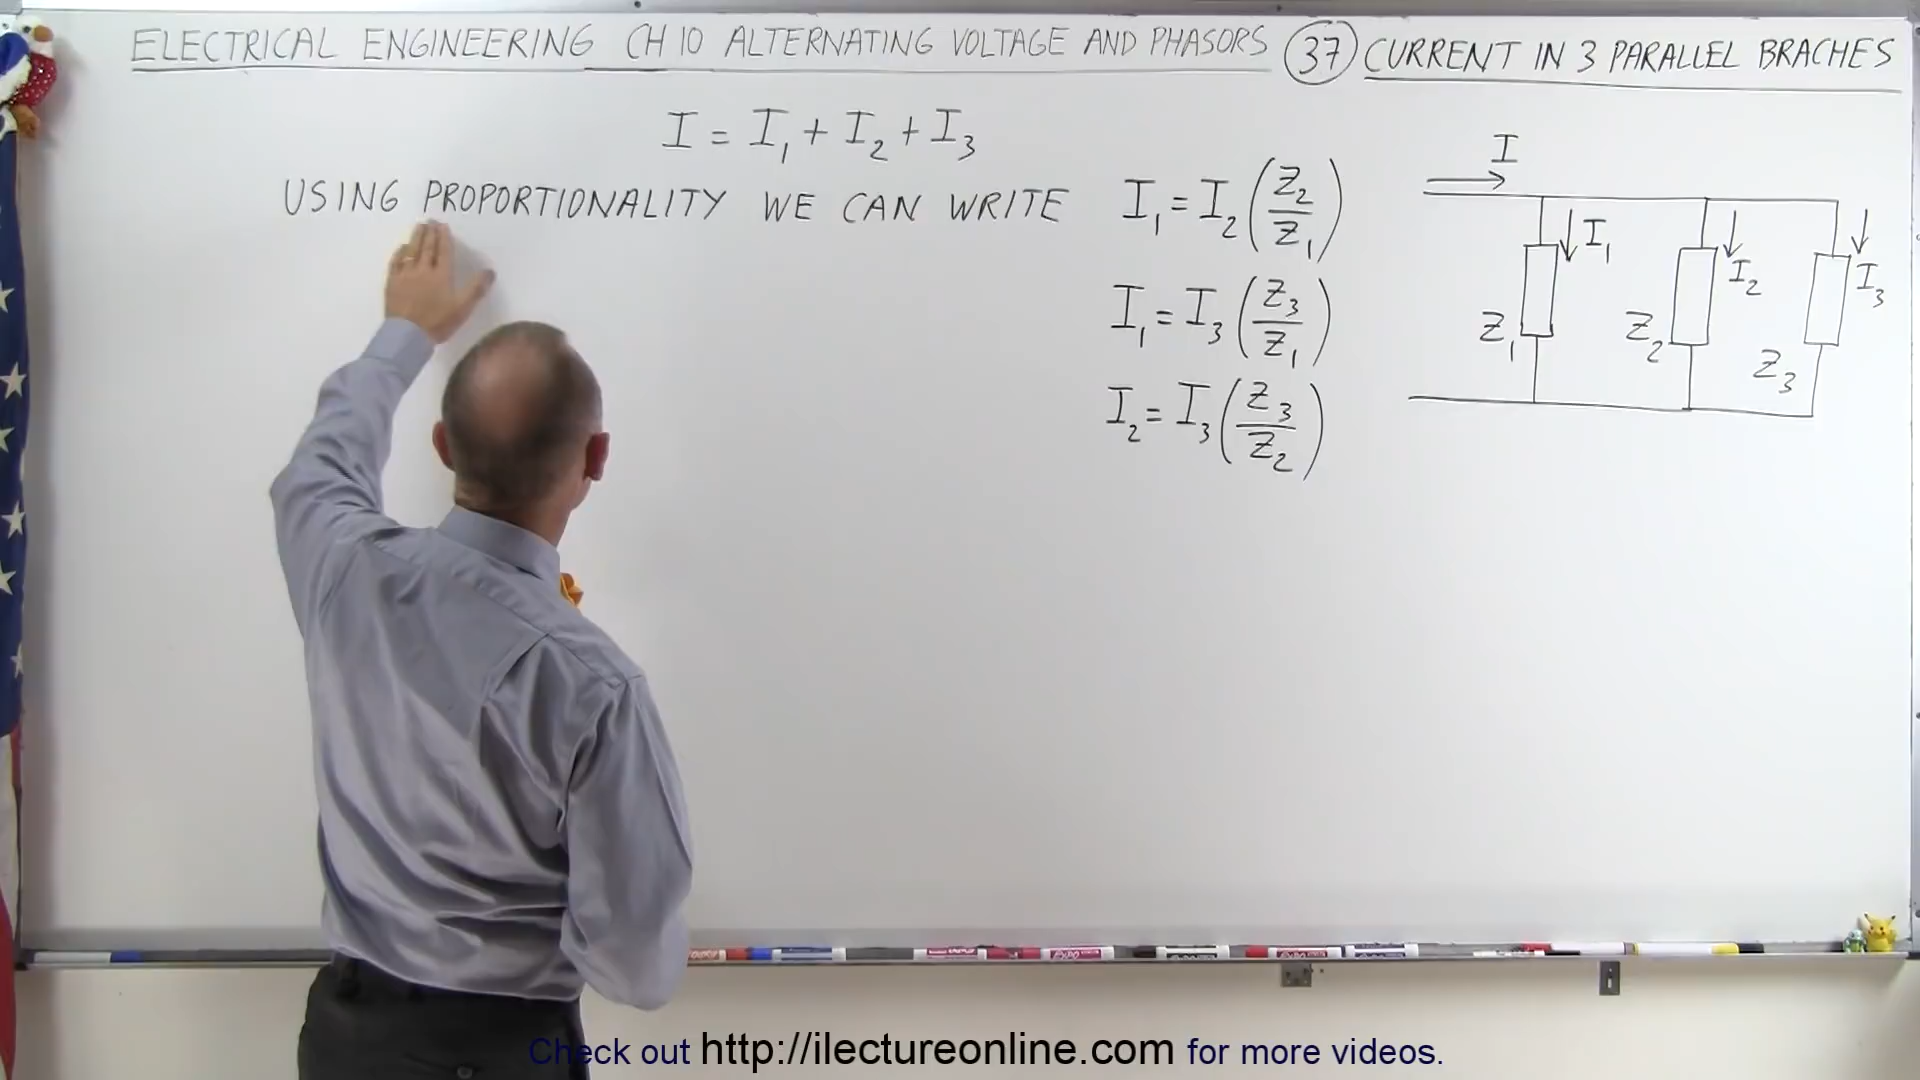 ELECTRICAL ENGINEERING CH 10 ALTERNATING VOLTAGE AND PHASORS 37 CURRENT IN 3 PARALLEL BRACHES
I = I₁ + I₂ + I₃
USING PROPORTIONALITY WE CAN WRITE I₁ = I₂ (Z₂/Z₁)
I₁ = I₃ (Z₃/Z₁)
I₂ = I₃ (Z₃/Z₂)
I
I₁
I₂
I₃
Z₁
Z₂
Z₃
Check out http://ilectureonline.com for more videos.